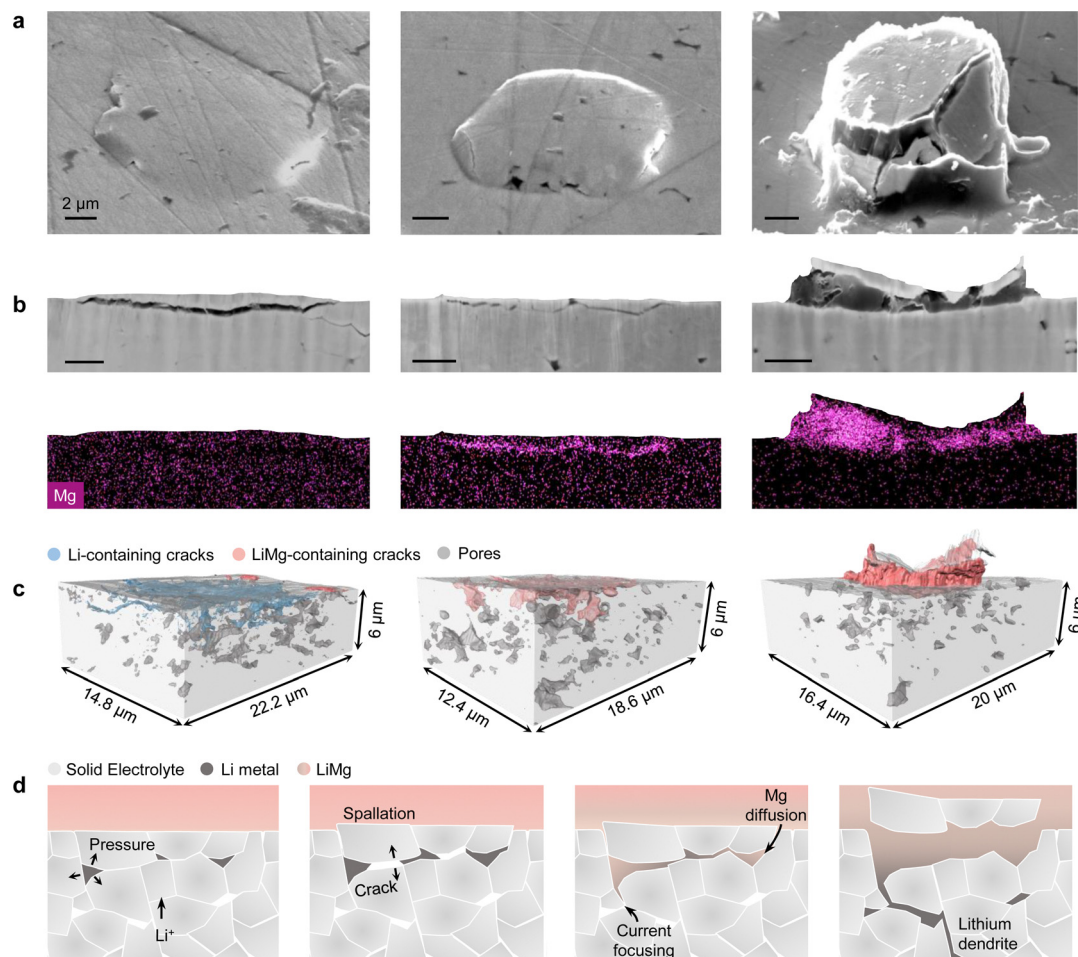 a
2 μm
b
Mg
Li-containing cracks LiMg-containing cracks Pores
c
6 μm
14.8 μm
22.2 μm
6 μm
12.4 μm
18.6 μm
6 μm
16.4 μm
20 μm
Solid Electrolyte Li metal LiMg
d
Pressure
Li⁺
Spallation
Crack
Mg
diffusion
Current
focusing
Lithium
dendrite